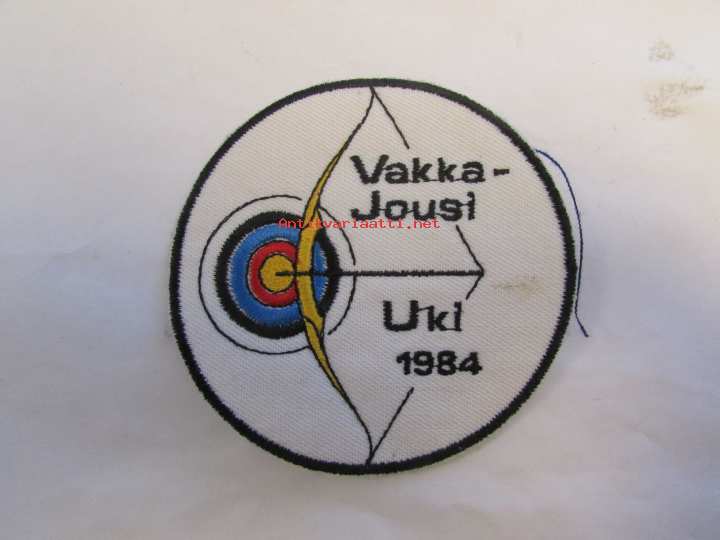 Vakka-
Jousi
Antikvariaatti.net
Uki
1984